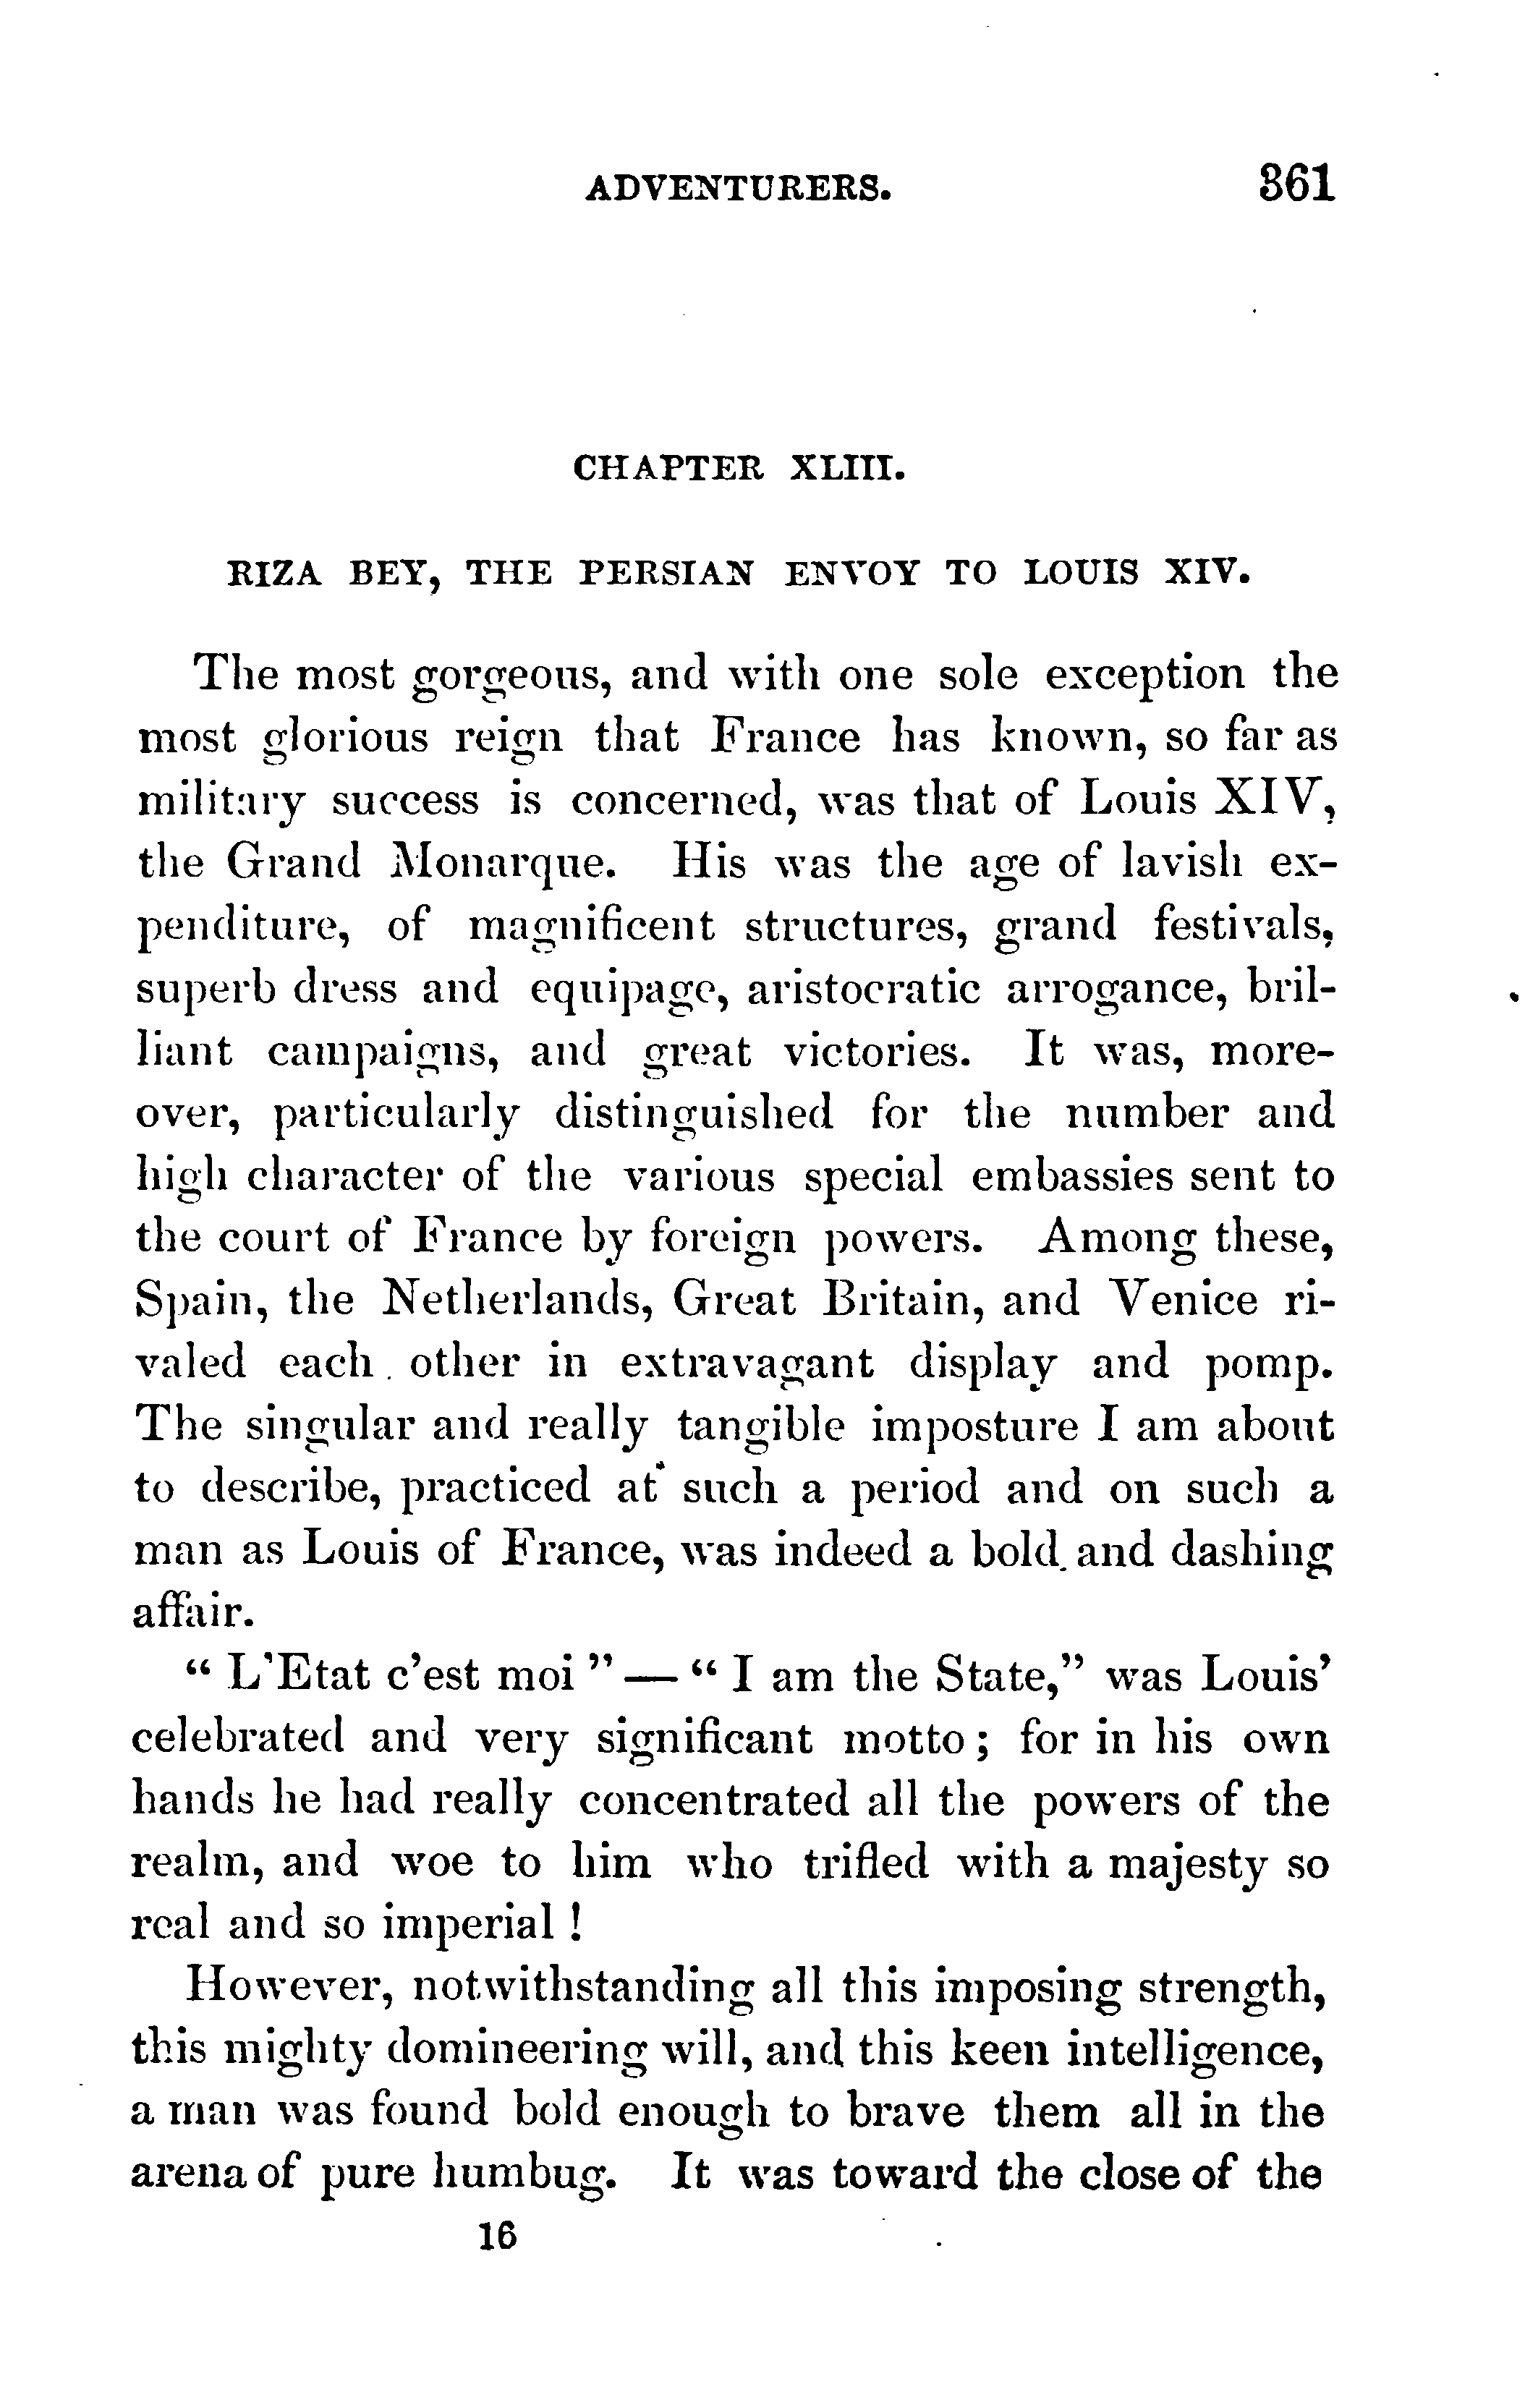 ADVENTURERS. 361
CHAPTER XLIII.
RIZA BEY, THE PERSIAN ENVOY TO LOUIS XIV.
The most gorgeous, and with one sole exception the
most glorious reign that France has known, so far as
military success is concerned, was that of Louis XIV,
the Grand Monarque. His was the age of lavish ex-
penditure, of magnificent structures, grand festivals,
superb dress and equipage, aristocratic arrogance, bril-
liant campaigns, and great victories. It was, more-
over, particularly distinguished for the number and
high character of the various special embassies sent to
the court of France by foreign powers. Among these,
Spain, the Netherlands, Great Britain, and Venice ri-
valed each other in extravagant display and pomp.
The singular and really tangible imposture I am about
to describe, practiced at such a period and on such a
man as Louis of France, was indeed a bold and dashing
affair.
“ L’Etat c’est moi ” — “ I am the State,” was Louis’
celebrated and very significant motto ; for in his own
hands he had really concentrated all the powers of the
realm, and woe to him who trifled with a majesty so
real and so imperial !
However, notwithstanding all this imposing strength,
this mighty domineering will, and this keen intelligence,
a man was found bold enough to brave them all in the
arena of pure humbug. It was toward the close of the
16